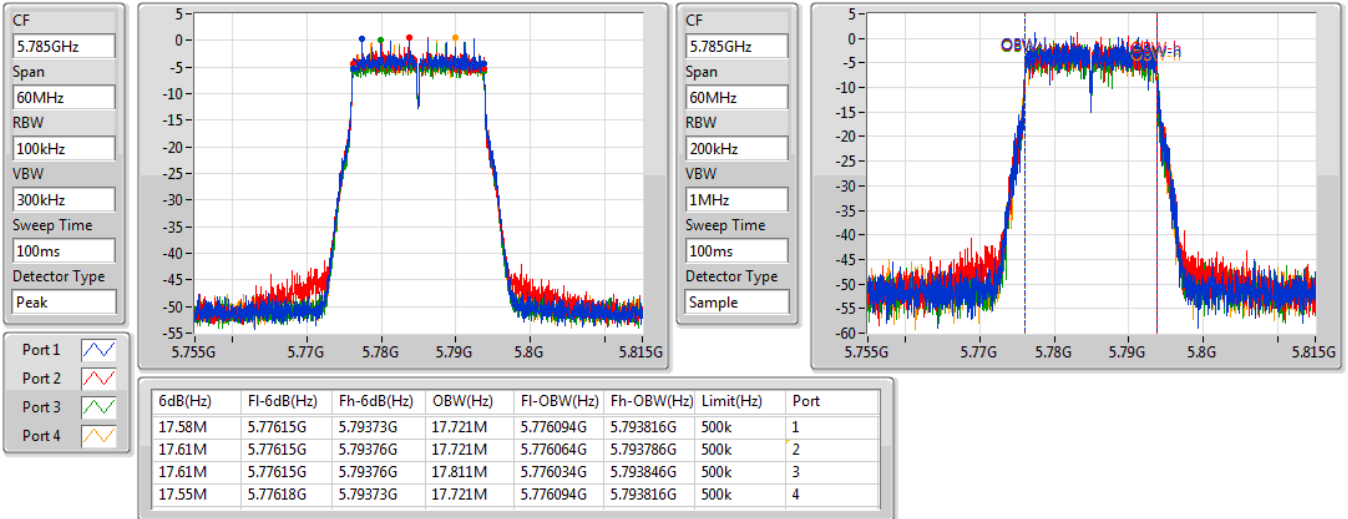 CF
5.785GHz
Span
60MHz
RBW
100kHz
VBW
300kHz
Sweep Time
100ms
Detector Type
Peak
5
0
-5
-10
-15
-20
-25
-30
-35
-40
-45
-50
-55
5.755G 5.77G 5.78G 5.79G 5.8G 5.815G
CF
5.785GHz
Span
60MHz
RBW
200kHz
VBW
1MHz
Sweep Time
100ms
Detector Type
Sample
5
0
-5
-10
-15
-20
-25
-30
-35
-40
-45
-50
-55
-60
5.755G 5.77G 5.78G 5.79G 5.8G 5.815G
Port 1
Port 2
Port 3
Port 4
6dB(Hz) Fl-6dB(Hz) Fh-6dB(Hz) OBW(Hz) Fl-OBW(Hz) Fh-OBW(Hz) Limit(Hz) Port
17.58M 5.77615G 5.79373G 17.721M 5.776094G 5.793816G 500k 1
17.61M 5.77615G 5.79376G 17.721M 5.776064G 5.793786G 500k 2
17.61M 5.77615G 5.79376G 17.811M 5.776034G 5.793846G 500k 3
17.55M 5.77618G 5.79373G 17.721M 5.776094G 5.793816G 500k 4